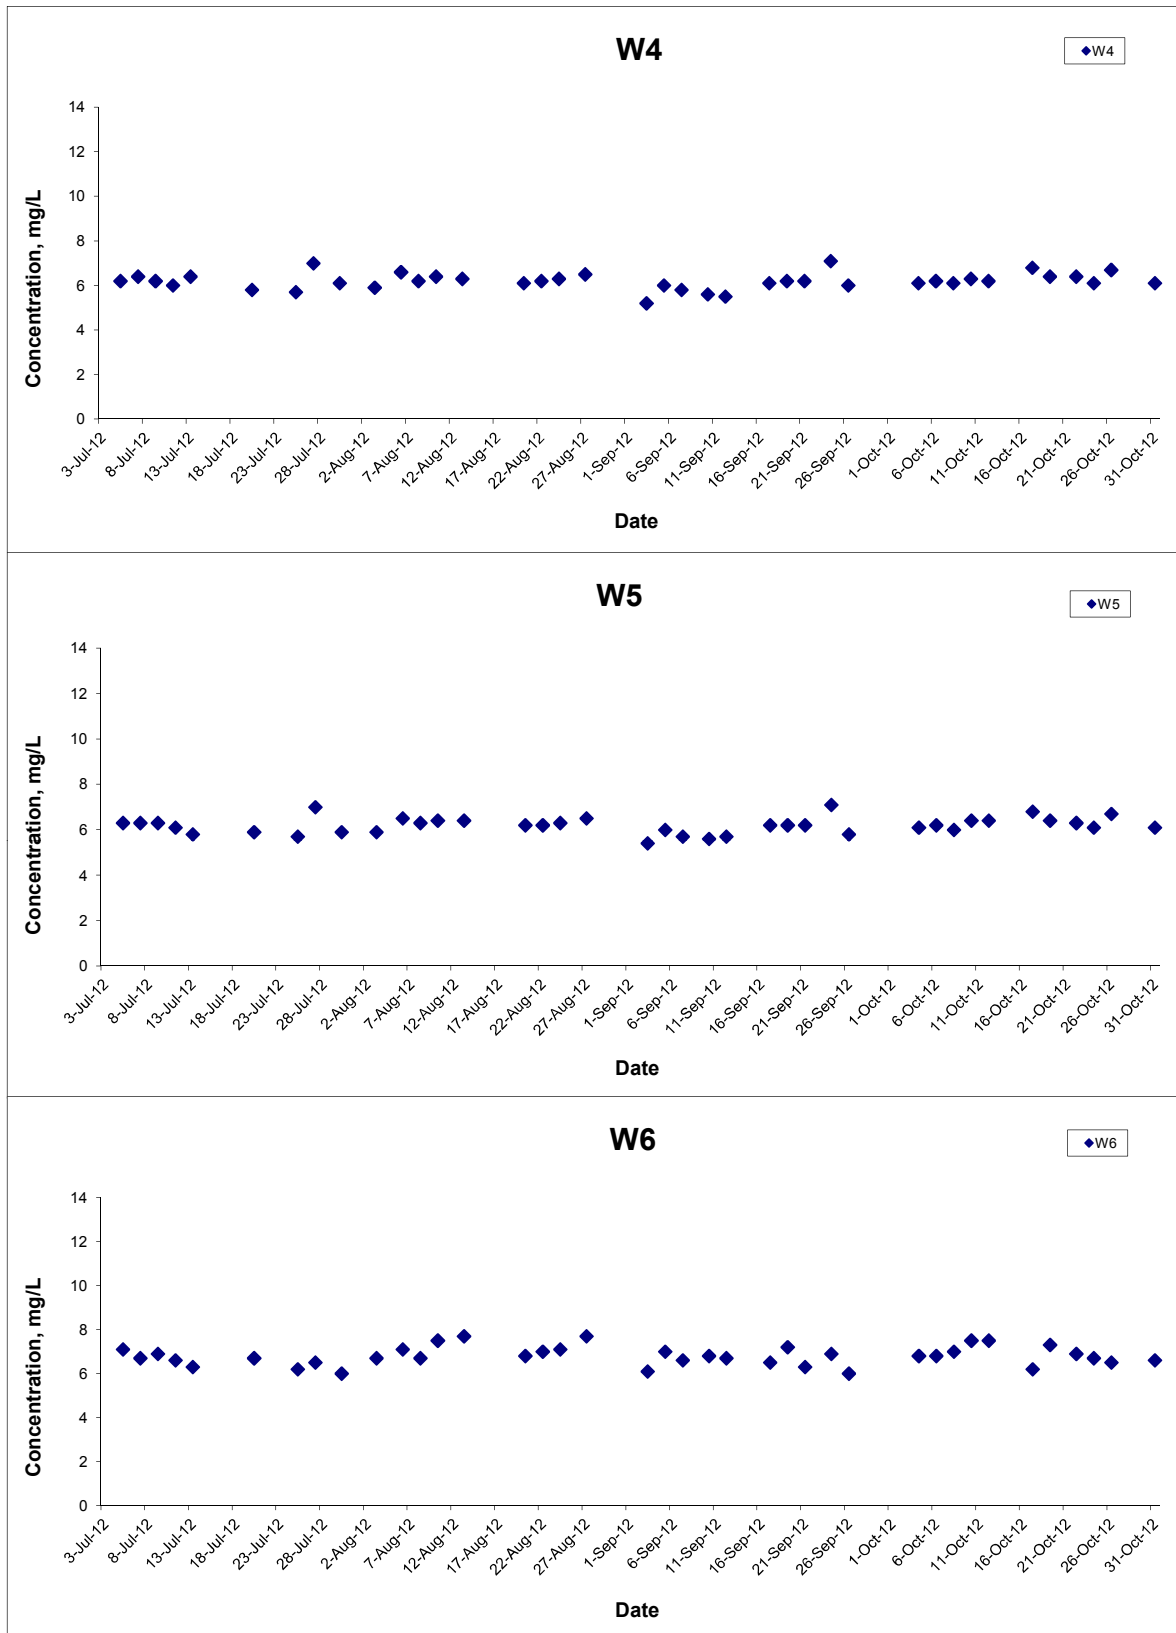 W4
W4
14
12
10
8
6
4
2
0
Concentration, mg/L
3-Jul-12 8-Jul-12 13-Jul-12 18-Jul-12 23-Jul-12 28-Jul-12 2-Aug-12 7-Aug-12 12-Aug-12 17-Aug-12 22-Aug-12 27-Aug-12 1-Sep-12 6-Sep-12 11-Sep-12 16-Sep-12 21-Sep-12 26-Sep-12 1-Oct-12 6-Oct-12 11-Oct-12 16-Oct-12 21-Oct-12 26-Oct-12 31-Oct-12
Date
W5
W5
14
12
10
8
6
4
2
0
Concentration, mg/L
3-Jul-12 8-Jul-12 13-Jul-12 18-Jul-12 23-Jul-12 28-Jul-12 2-Aug-12 7-Aug-12 12-Aug-12 17-Aug-12 22-Aug-12 27-Aug-12 1-Sep-12 6-Sep-12 11-Sep-12 16-Sep-12 21-Sep-12 26-Sep-12 1-Oct-12 6-Oct-12 11-Oct-12 16-Oct-12 21-Oct-12 26-Oct-12 31-Oct-12
Date
W6
W6
14
12
10
8
6
4
2
0
Concentration, mg/L
3-Jul-12 8-Jul-12 13-Jul-12 18-Jul-12 23-Jul-12 28-Jul-12 2-Aug-12 7-Aug-12 12-Aug-12 17-Aug-12 22-Aug-12 27-Aug-12 1-Sep-12 6-Sep-12 11-Sep-12 16-Sep-12 21-Sep-12 26-Sep-12 1-Oct-12 6-Oct-12 11-Oct-12 16-Oct-12 21-Oct-12 26-Oct-12 31-Oct-12
Date